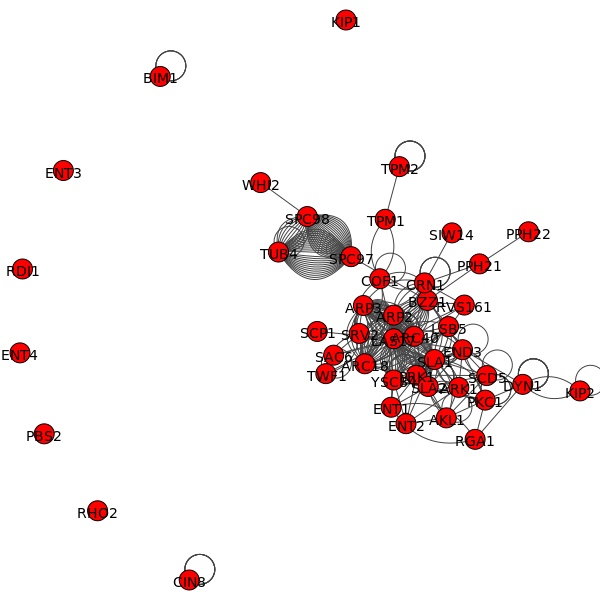 KIP1
BIM1
TPM2
ENT3
WHI2
SPC98
TPM1
SIW14
PPH22
TUB4
SPC97
PPH21
RDI1
COF1
CRN1
BZZ1
RVS161
ARP3
ARP2
SCP1
SRV2
LAS17
ARC40
LSB5
ENT4
SAC6
END3
ARC18
SLA1
TWF1
YSC84
PRK1
SCD5
SLA2
ARK1
DYN1
KIP2
PKC1
ENT1
ENT2
AKL1
PBS2
RGA1
RHO2
CIN8